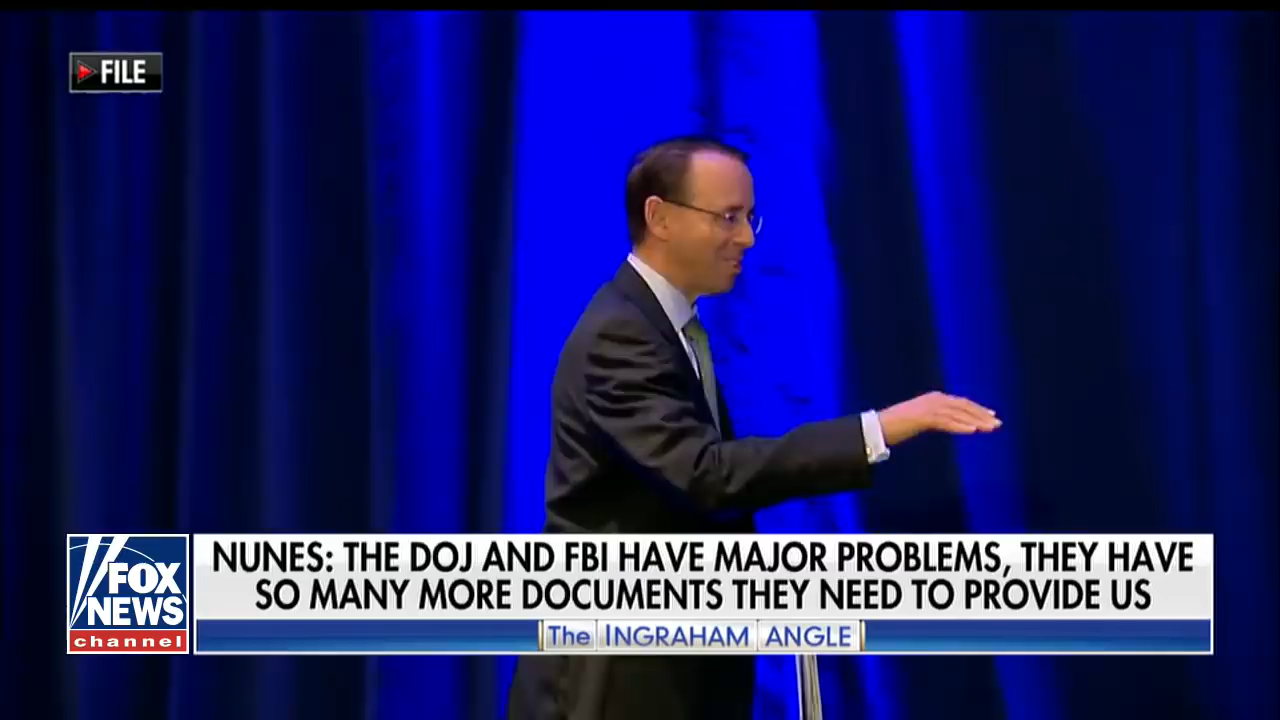 FILE
NUNES: THE DOJ AND FBI HAVE MAJOR PROBLEMS, THEY HAVE
SO MANY MORE DOCUMENTS THEY NEED TO PROVIDE US
FOX
NEWS
channel
The INGRAHAM ANGLE